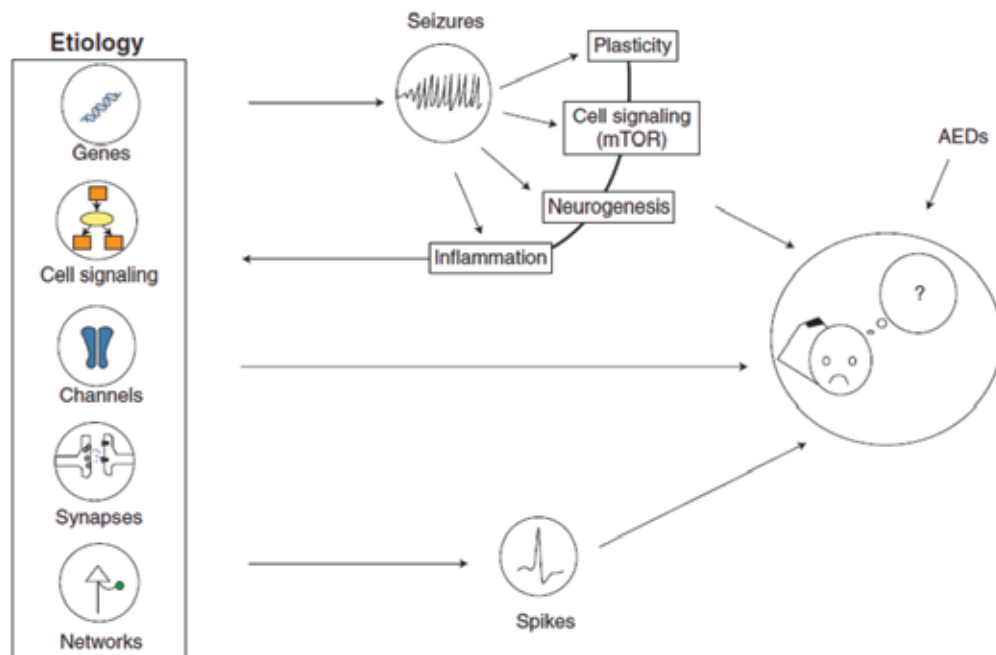 Etiology
Genes
Cell signaling
Channels
Synapses
Networks
Seizures
Plasticity
Cell signaling
(mTOR)
Neurogenesis
Inflammation
Spikes
AEDs
?